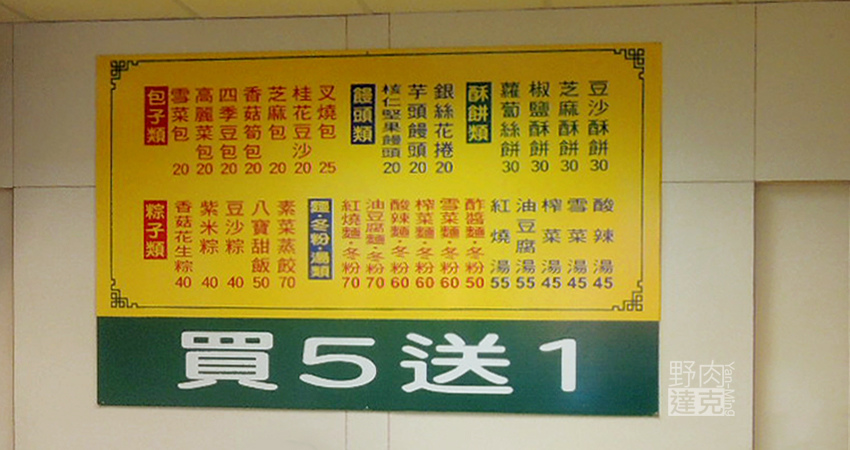 包子類
雪菜包 20
高麗菜包 20
四季豆包 20
香菇筍包 20
芝麻包 20
桂花豆沙 20
叉燒包 25
饅頭類
核仁堅果饅頭 20
芋頭饅頭 20
銀絲花捲 20
酥餅類
蘿蔔絲餅 30
椒鹽酥餅 30
芝麻酥餅 30
豆沙酥餅 30
粽子類
香菇花生粽 40
紫米粽 40
豆沙粽 40
八寶甜飯 50
素菜蒸餃 70
麵·冬粉·湯類
紅燒麵·冬粉 70
油豆腐麵·冬粉 70
酸辣麵·冬粉 60
榨菜麵·冬粉 60
雪菜麵·冬粉 60
酢醬麵·冬粉 50
紅燒湯 55
油豆腐湯 55
榨菜湯 45
雪菜湯 45
酸辣湯 45
買5送1
野肉
達克